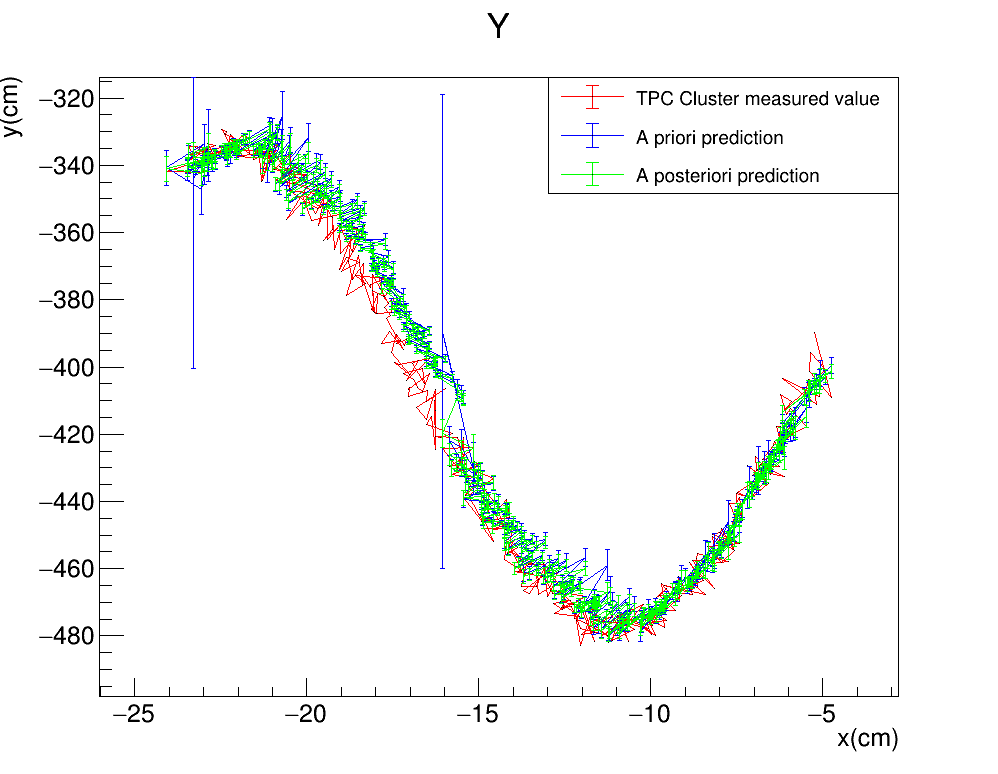 Y
y(cm)
TPC Cluster measured value
A priori prediction
A posteriori prediction
−320
−340
−360
−380
−400
−420
−440
−460
−480
−25
−20
−15
−10
−5
x(cm)